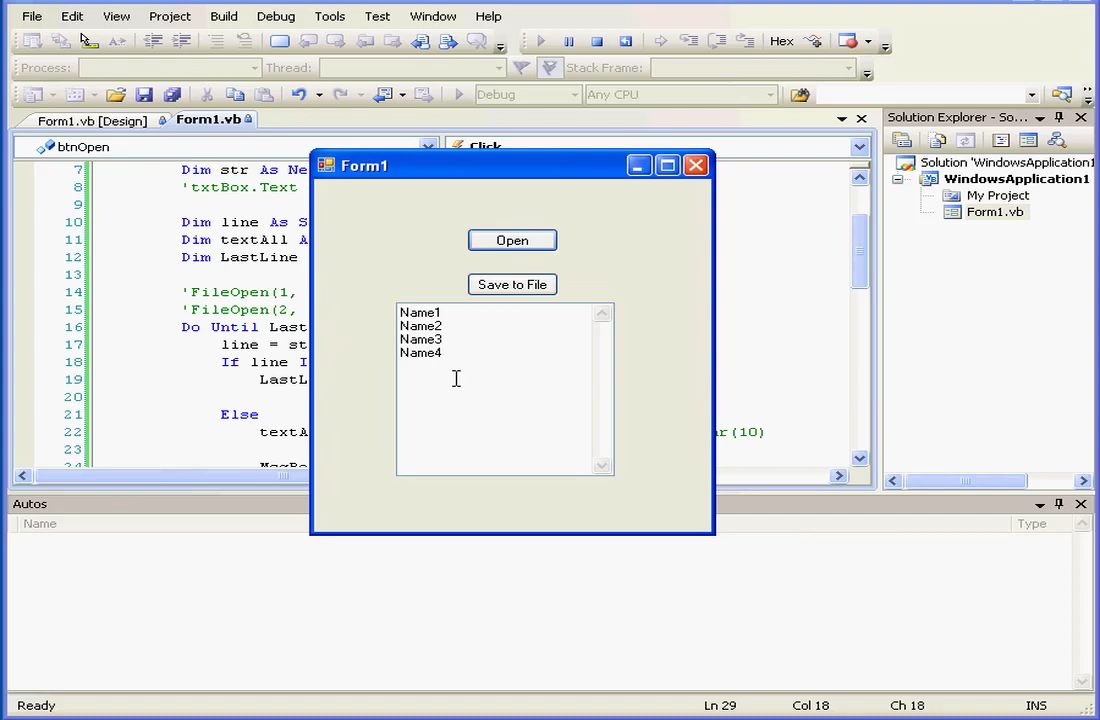 File Edit View Project Build Debug Tools Test Window Help
Hex
Process: Thread: Stack Frame:
Debug Any CPU
Form1.vb [Design] Form1.vb
Solution Explorer - So...
btnOpen Click
7 Dim str As Ne
8 'txtBox.Text
9
10 Dim line As S
11 Dim textAll A
12 Dim LastLine
13
14 'FileOpen(1,
15 'FileOpen(2,
16 Do Until Last
17 line = st
18 If line I
19 LastL
20
21 Else
22 textA ar(10)
23
24 MsgBo
Form1
Open
Save to File
Name1
Name2
Name3
Name4
Solution 'WindowsApplication1
WindowsApplication1
My Project
Form1.vb
Autos
Name Type
Ready Ln 29 Col 18 Ch 18 INS